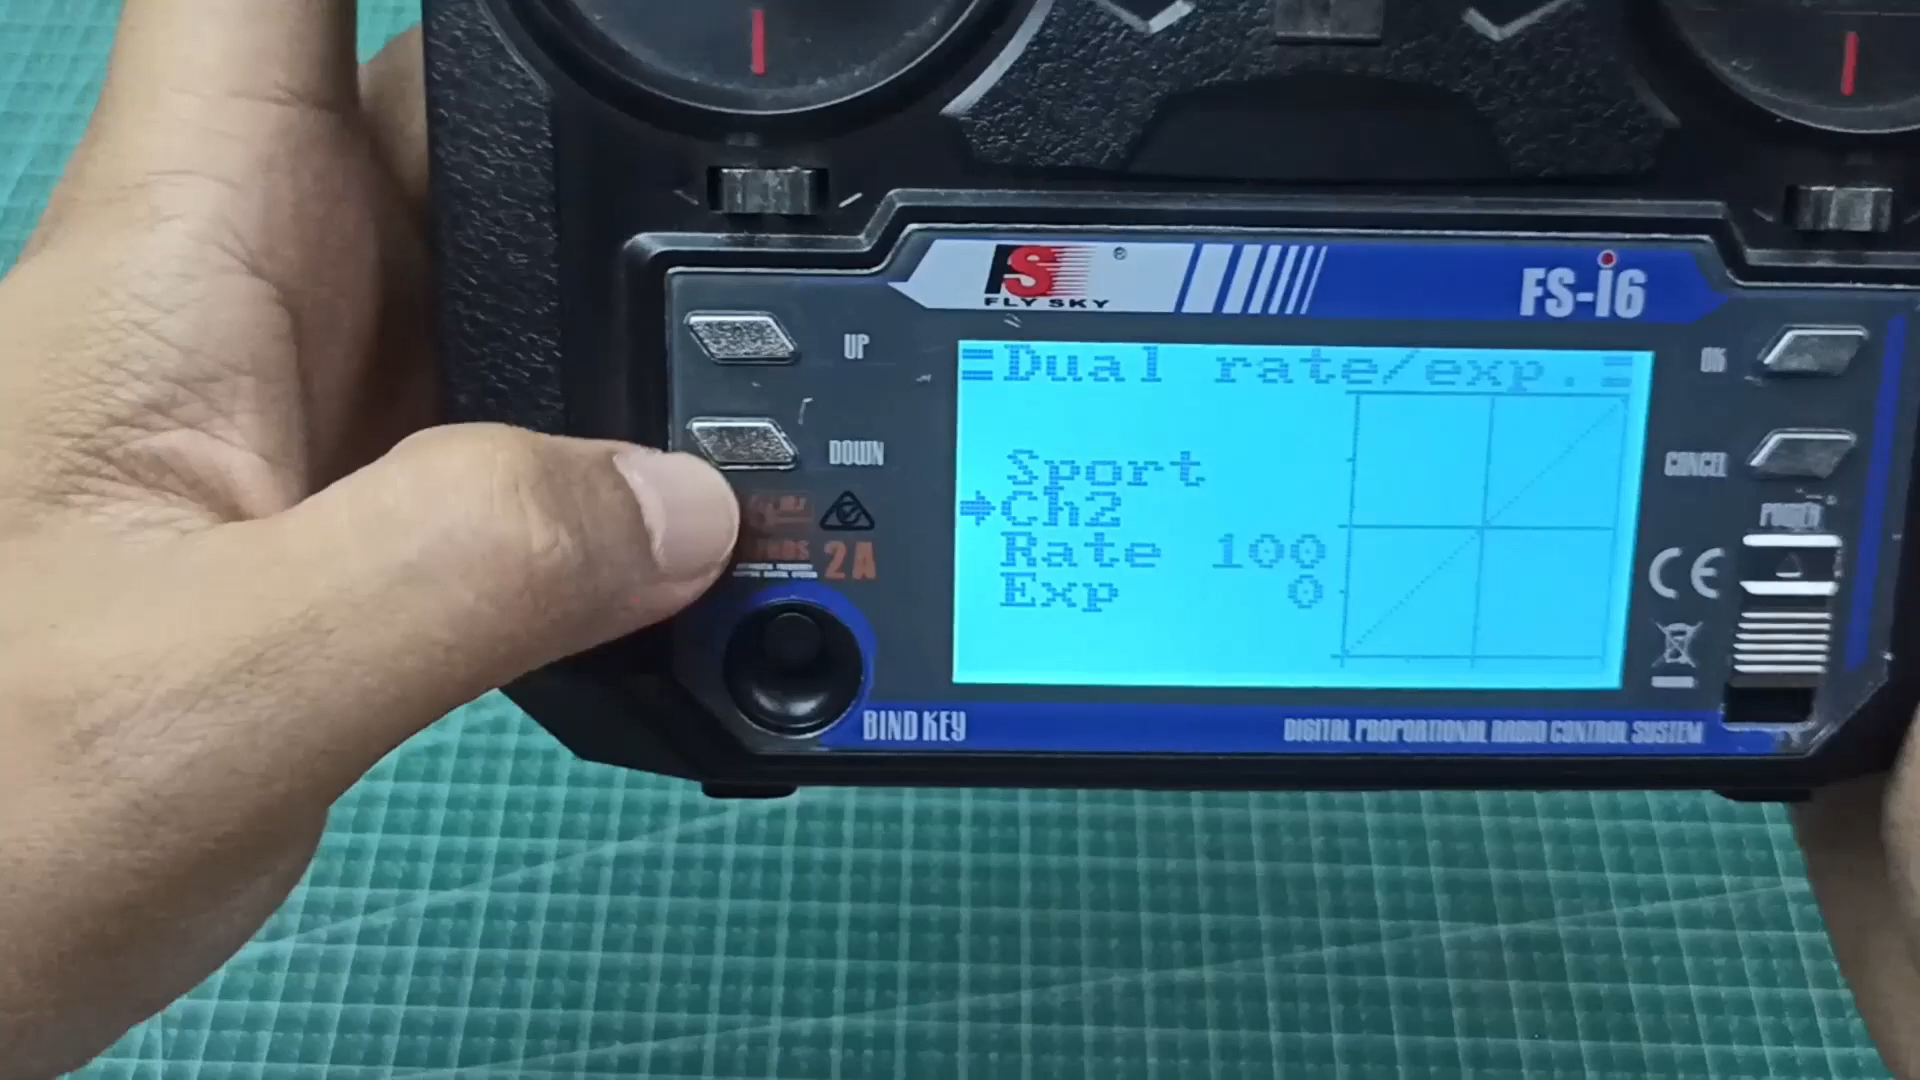 FLY SKY
®
FS-i6
UP
DOWN
OK
CANCEL
POWER
Dual rate/exp.
Sport
Ch2
Rate 100
Exp 0
2A
CE
BIND KEY
DIGITAL PROPORTIONAL RADIO CONTROL SYSTEM